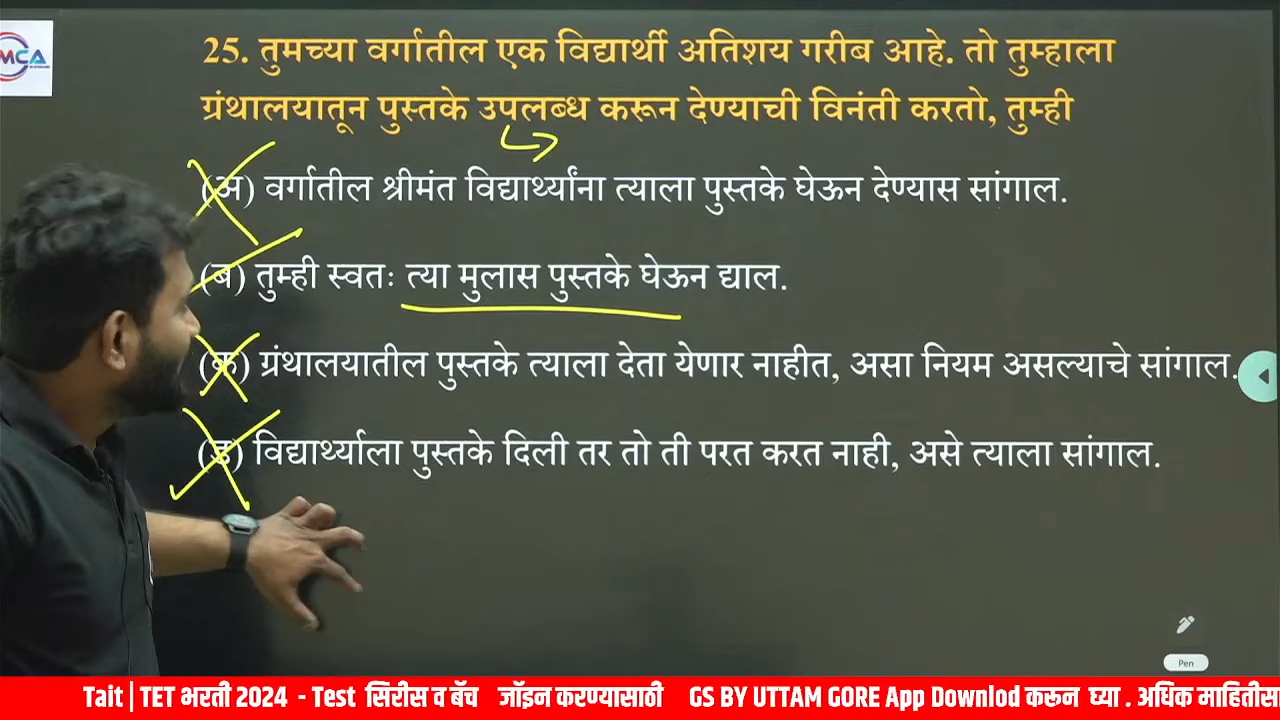 MCA
25. तुमच्या वर्गातील एक विद्यार्थी अतिशय गरीब आहे. तो तुम्हाला
ग्रंथालयातून पुस्तके उपलब्ध करून देण्याची विनंती करतो, तुम्ही
(अ) वर्गातील श्रीमंत विद्यार्थ्यांना त्याला पुस्तके घेऊन देण्यास सांगाल.
(ब) तुम्ही स्वतः त्या मुलास पुस्तके घेऊन द्याल.
(क) ग्रंथालयातील पुस्तके त्याला देता येणार नाहीत, असा नियम असल्याचे सांगाल.
(ड) विद्यार्थ्याला पुस्तके दिली तर तो ती परत करत नाही, असे त्याला सांगाल.
Pen
Tait | TET भरती 2024 - Test सिरीस व बॅच जॉइन करण्यासाठी GS BY UTTAM GORE App Downlod करून घ्या . अधिक माहितीसा